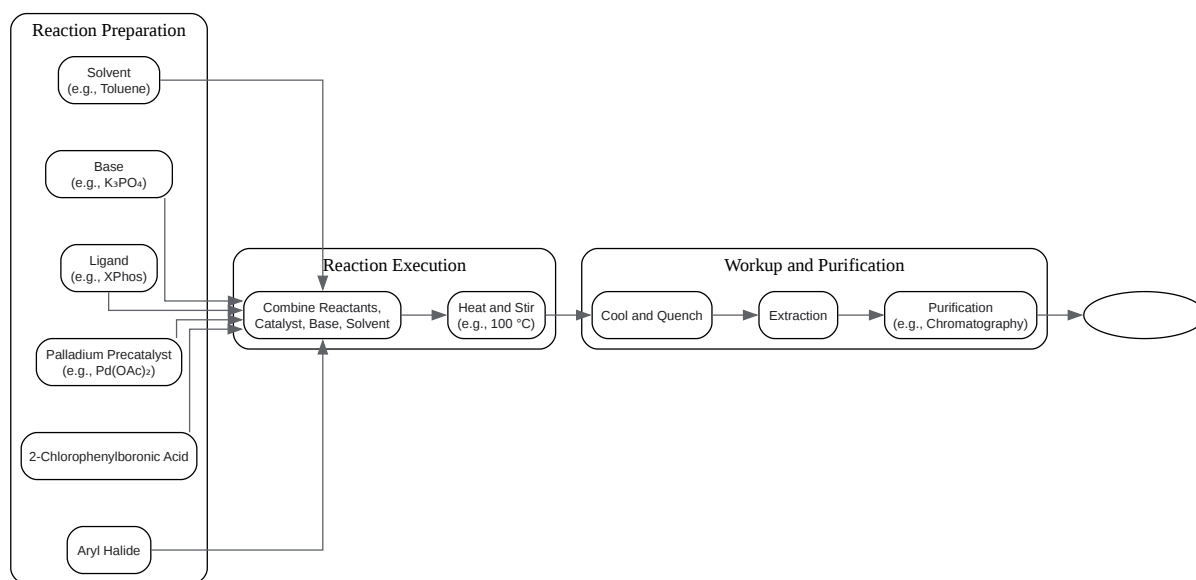 Reaction Preparation
Solvent
(e.g., Toluene)
Base
(e.g., K₃PO₄)
Ligand
(e.g., XPhos)
Palladium Precatalyst
(e.g., Pd(OAc)₂)
2-Chlorophenylboronic Acid
Aryl Halide
Reaction Execution
Combine Reactants,
Catalyst, Base, Solvent
Heat and Stir
(e.g., 100 °C)
Workup and Purification
Cool and Quench
Extraction
Purification
(e.g., Chromatography)